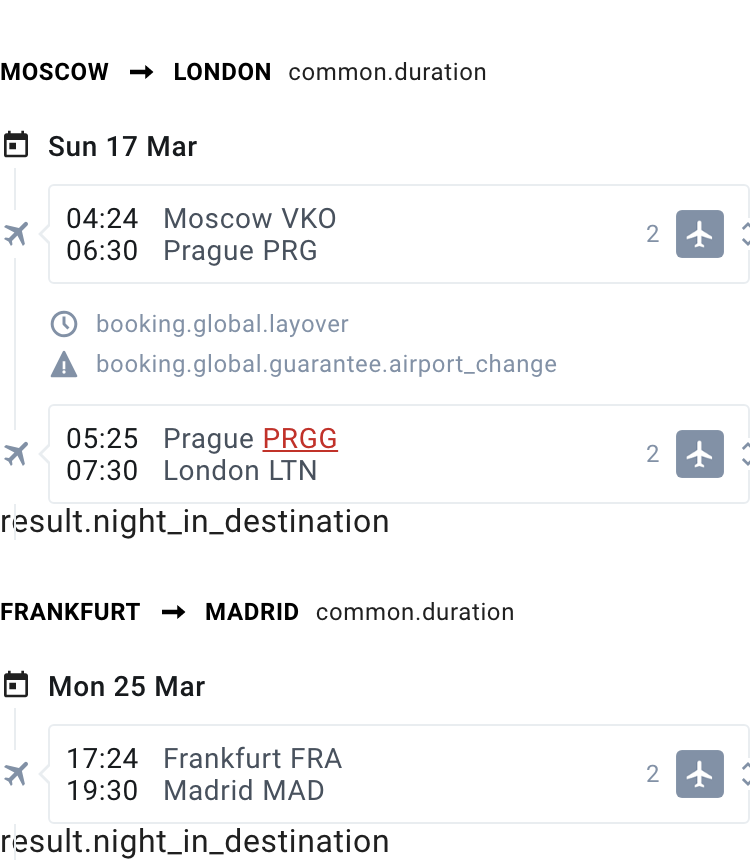 MOSCOW → LONDON common.duration
Sun 17 Mar
04:24 Moscow VKO
06:30 Prague PRG
2
booking.global.layover
booking.global.guarantee.airport_change
05:25 Prague PRGG
07:30 London LTN
2
result.night_in_destination
FRANKFURT → MADRID common.duration
Mon 25 Mar
17:24 Frankfurt FRA
19:30 Madrid MAD
2
result.night_in_destination